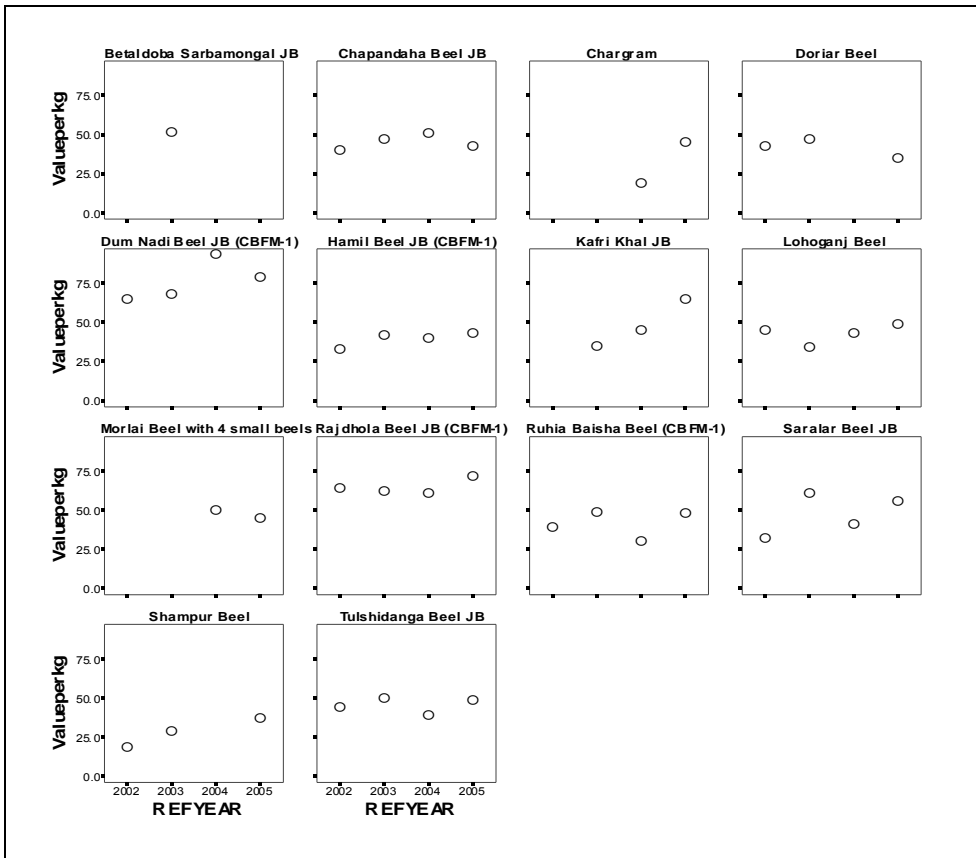 Betaldoba Sarbamongal JB Chapandaha Beel JB Chargram Doriar Beel
Valueperkg
75.0
50.0
25.0
0.0
Dum Nadi Beel JB (CBFM-1) Hamil Beel JB (CBFM-1) Kafri Khal JB Lohoganj Beel
Valueperkg
75.0
50.0
25.0
0.0
Morlai Beel with 4 small beels Rajdhola Beel JB (CBFM-1) Ruhia Baisha Beel (CBFM-1) Saralar Beel JB
Valueperkg
75.0
50.0
25.0
0.0
Shampur Beel Tulshidanga Beel JB
Valueperkg
75.0
50.0
25.0
0.0
2002 2003 2004 2005 2002 2003 2004 2005
REFYEAR REFYEAR